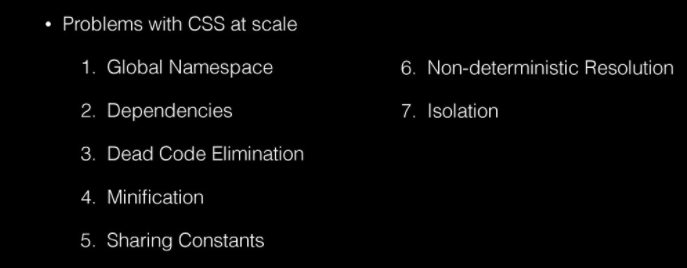 • Problems with CSS at scale
1. Global Namespace
2. Dependencies
3. Dead Code Elimination
4. Minification
5. Sharing Constants
6. Non-deterministic Resolution
7. Isolation